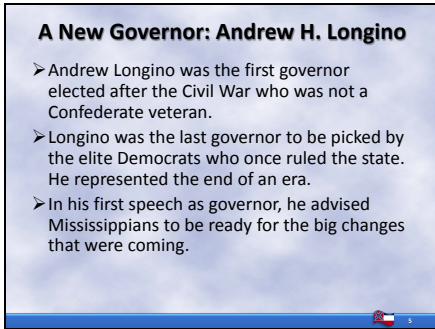 A New Governor: Andrew H. Longino
➢Andrew Longino was the first governor
elected after the Civil War who was not a
Confederate veteran.
➢Longino was the last governor to be picked by
the elite Democrats who once ruled the state.
He represented the end of an era.
➢In his first speech as governor, he advised
Mississippians to be ready for the big changes
that were coming.
5